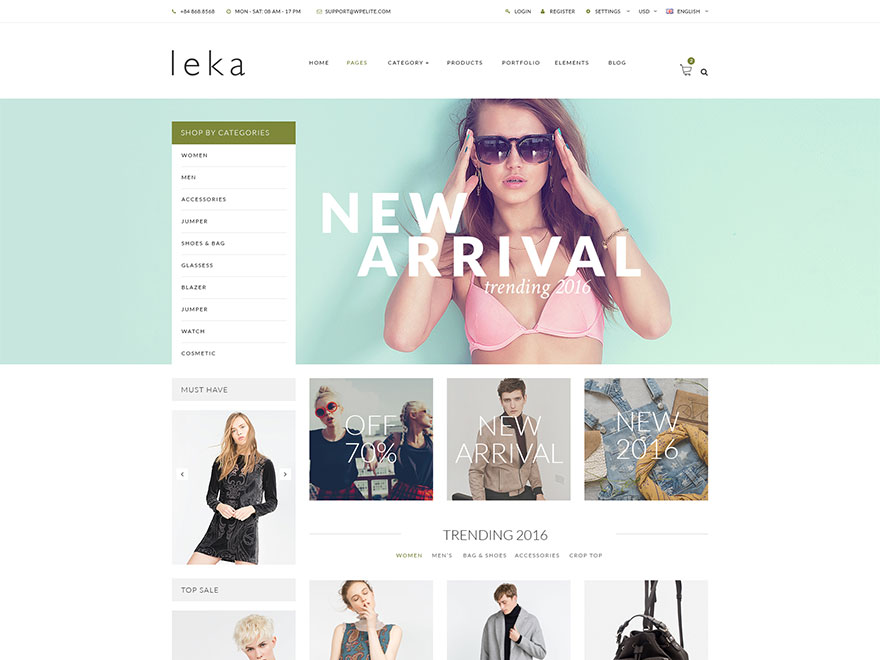 +84 868.8568 MON - SAT: 08 AM - 17 PM SUPPORT@WPELITE.COM LOGIN REGISTER SETTINGS USD ENGLISH
leka
HOME PAGES CATEGORY PRODUCTS PORTFOLIO ELEMENTS BLOG
2
SHOP BY CATEGORIES
WOMEN
MEN
ACCESSORIES
JUMPER
SHOES & BAG
GLASSESS
BLAZER
JUMPER
WATCH
COSMETIC
NEW
ARRIVAL
trending 2016
MUST HAVE
OFF
70%
NEW
ARRIVAL
NEW
2016
TRENDING 2016
WOMEN MEN'S BAG & SHOES ACCESSORIES CROP TOP
TOP SALE